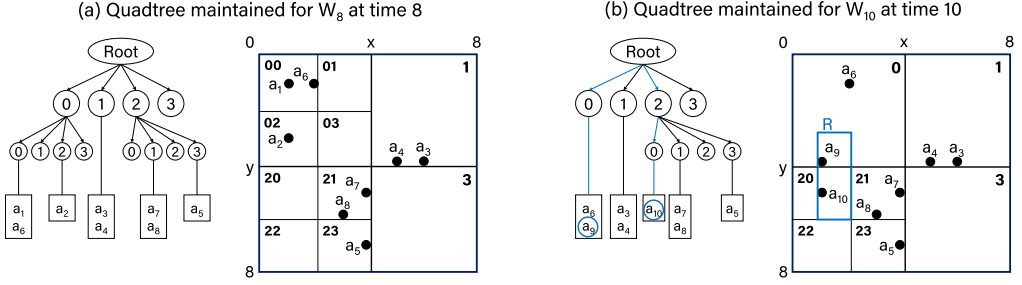 (a) Quadtree maintained for W8 at time 8
Root
0 1 2 3
0 1 2 3 0 1 2 3
a1 a6
a2
a3 a4
a7 a8
a5
0 x 8
00 01 1
a1 a6
02 03
a2
a4 a3
y
20 21 3
a7
a8
22 23
a5
8
(b) Quadtree maintained for W10 at time 10
Root
0 1 2 3
0 1 2 3
a6 a9
a3 a4
a10
a7 a8
a5
0 x 8
0 1
a6
R
a9
a4 a3
y
20 21 3
a7
a10
a8
22 23
a5
8